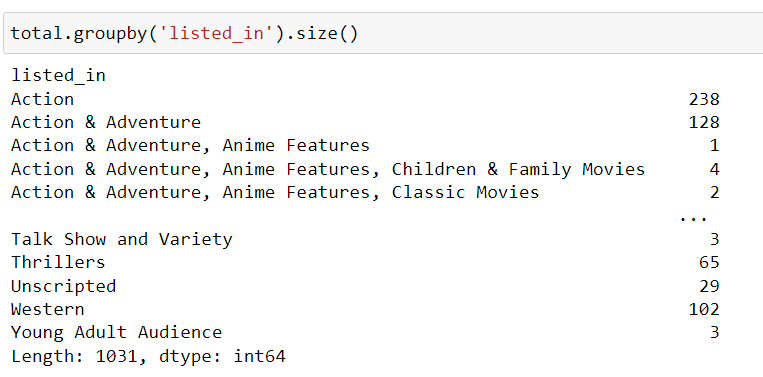 total.groupby('listed_in').size()
listed_in
Action 238
Action & Adventure 128
Action & Adventure, Anime Features 1
Action & Adventure, Anime Features, Children & Family Movies 4
Action & Adventure, Anime Features, Classic Movies 2
...
Talk Show and Variety 3
Thrillers 65
Unscripted 29
Western 102
Young Adult Audience 3
Length: 1031, dtype: int64